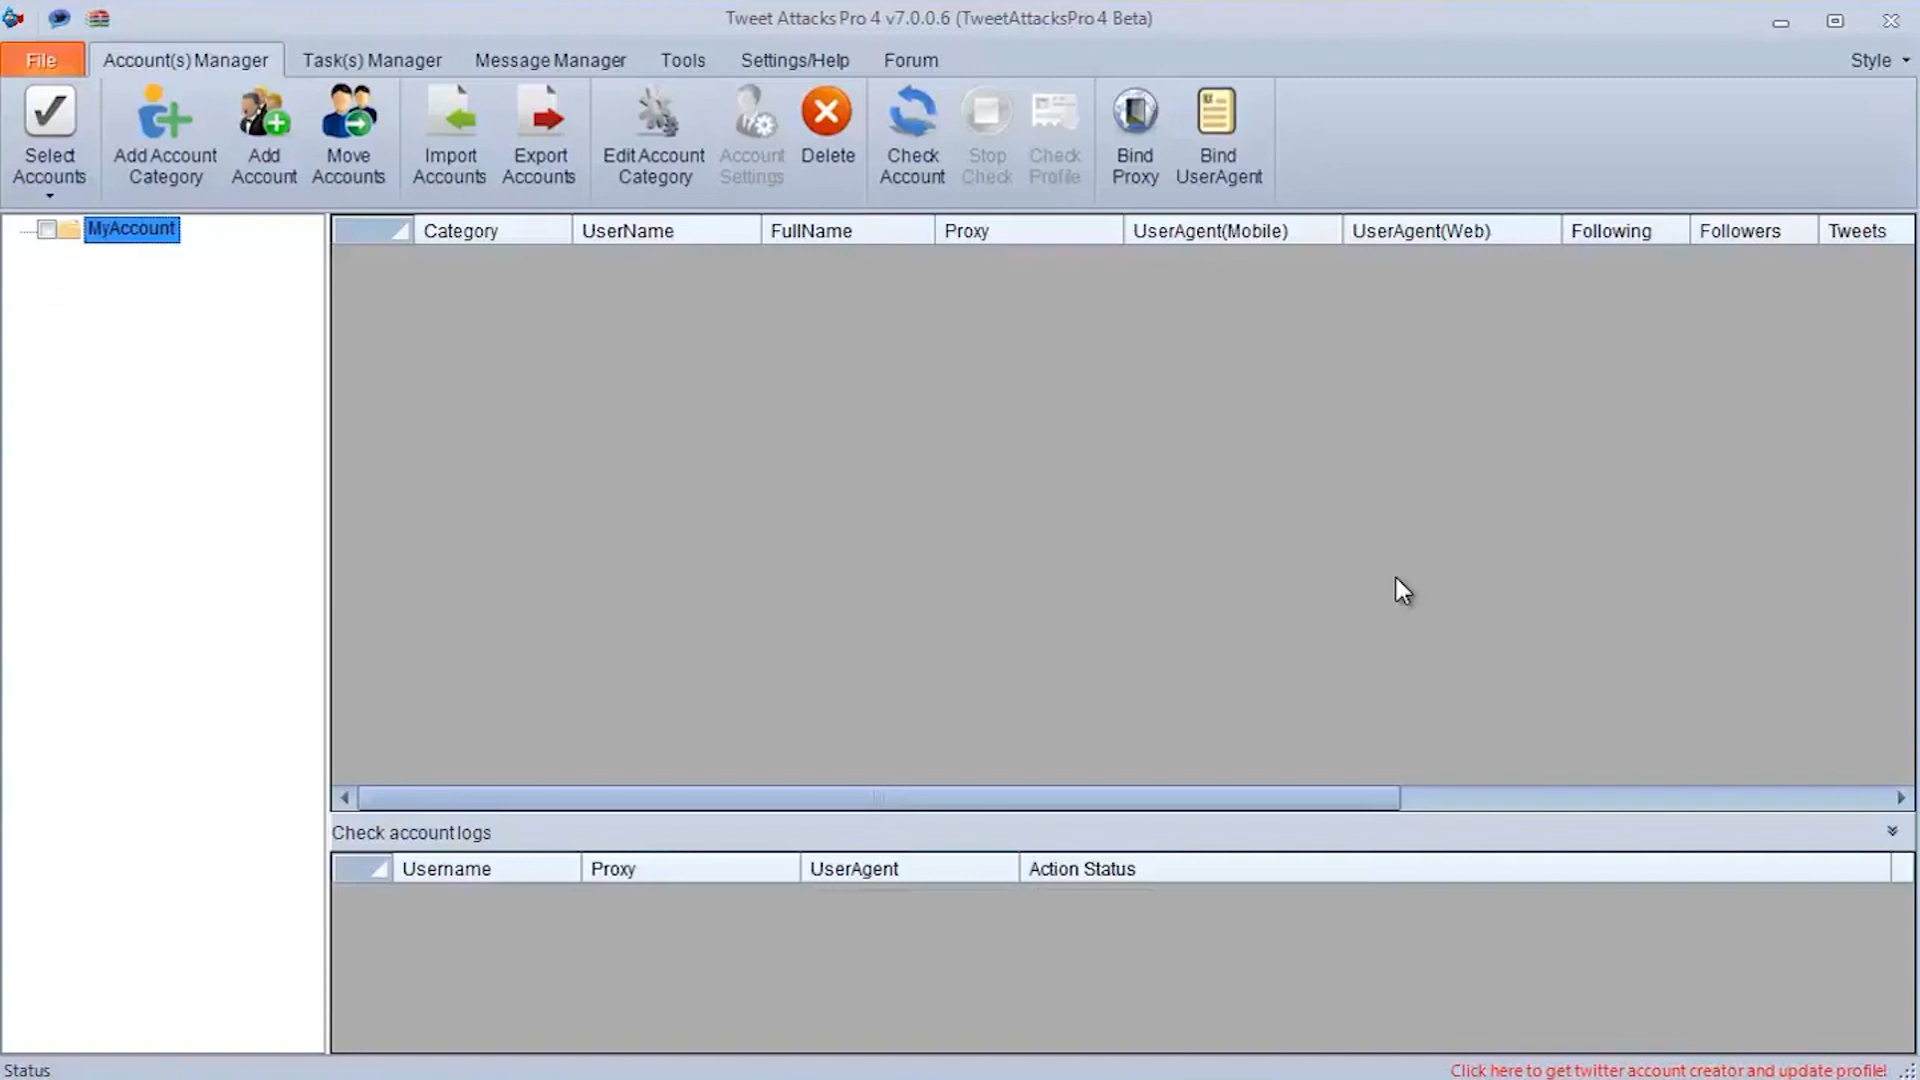 Tweet Attacks Pro 4 v7.0.0.6 (TweetAttacksPro 4 Beta)
File Account(s) Manager Task(s) Manager Message Manager Tools Settings/Help Forum Style
Select Accounts
Add Account Category
Add Account
Move Accounts
Import Accounts
Export Accounts
Edit Account Category
Account Settings
Delete
Check Account
Stop Check
Check Profile
Bind Proxy
Bind UserAgent
MyAccount
Category UserName FullName Proxy UserAgent(Mobile) UserAgent(Web) Following Followers Tweets
Check account logs
Username Proxy UserAgent Action Status
Status Click here to get twitter account creator and update profile!